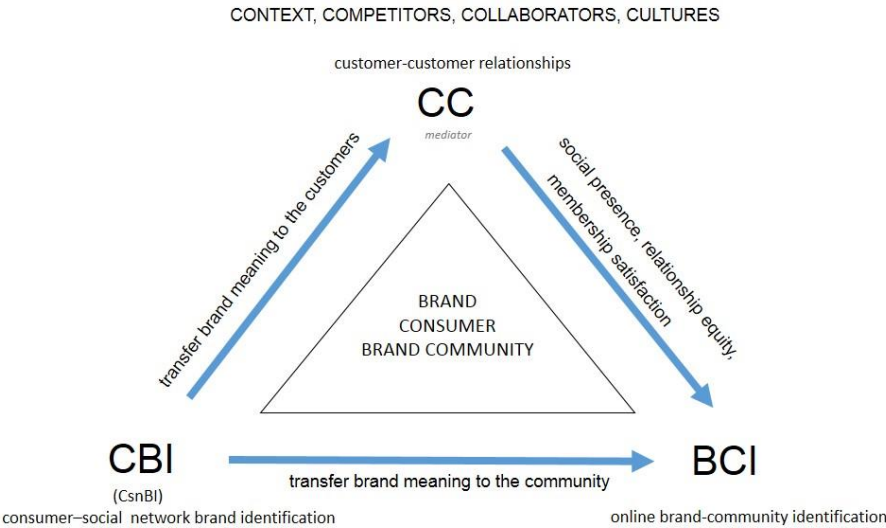 CONTEXT, COMPETITORS, COLLABORATORS, CULTURES
customer-customer relationships
CC
mediator
transfer brand meaning to the customers
social presence, relationship equity,
membership satisfaction
BRAND
CONSUMER
BRAND COMMUNITY
CBI
(CsnBI)
consumer–social network brand identification
transfer brand meaning to the community
BCI
online brand-community identification